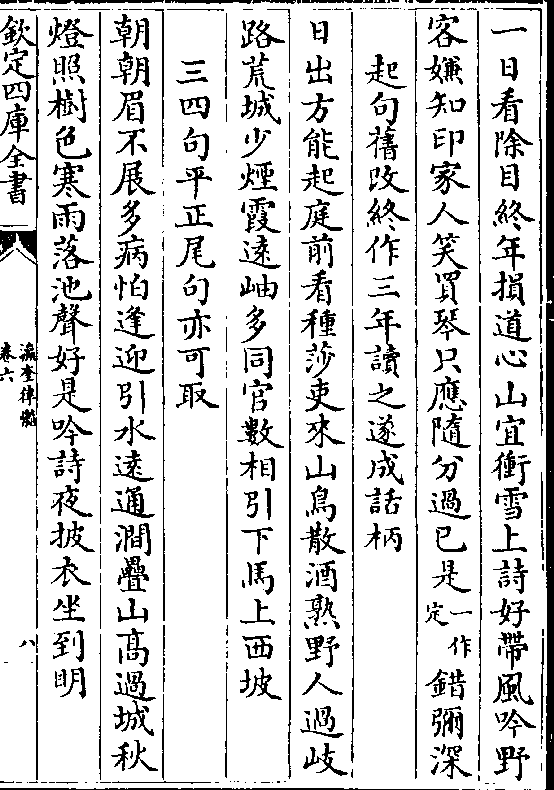 一日看除目終年損道心山宜衝雪上詩好帶風吟野
客嫌知印家人笑買琴只應隨分過已是一作定錯彌深
起句舊改終作三年讀之遂成話柄
日出方能起庭前看種莎吏來山鳥散酒熟野人過岐
路荒城少煙霞遠岫多同官數相引下馬上西坡
三四句平正尾句亦可取
朝朝眉不展多病怕逢迎引水遠通澗疊山高過城秋
燈照樹色寒雨落池聲好是吟詩夜披衣坐到明
欽定四庫全書
瀛奎律髓
卷六
八